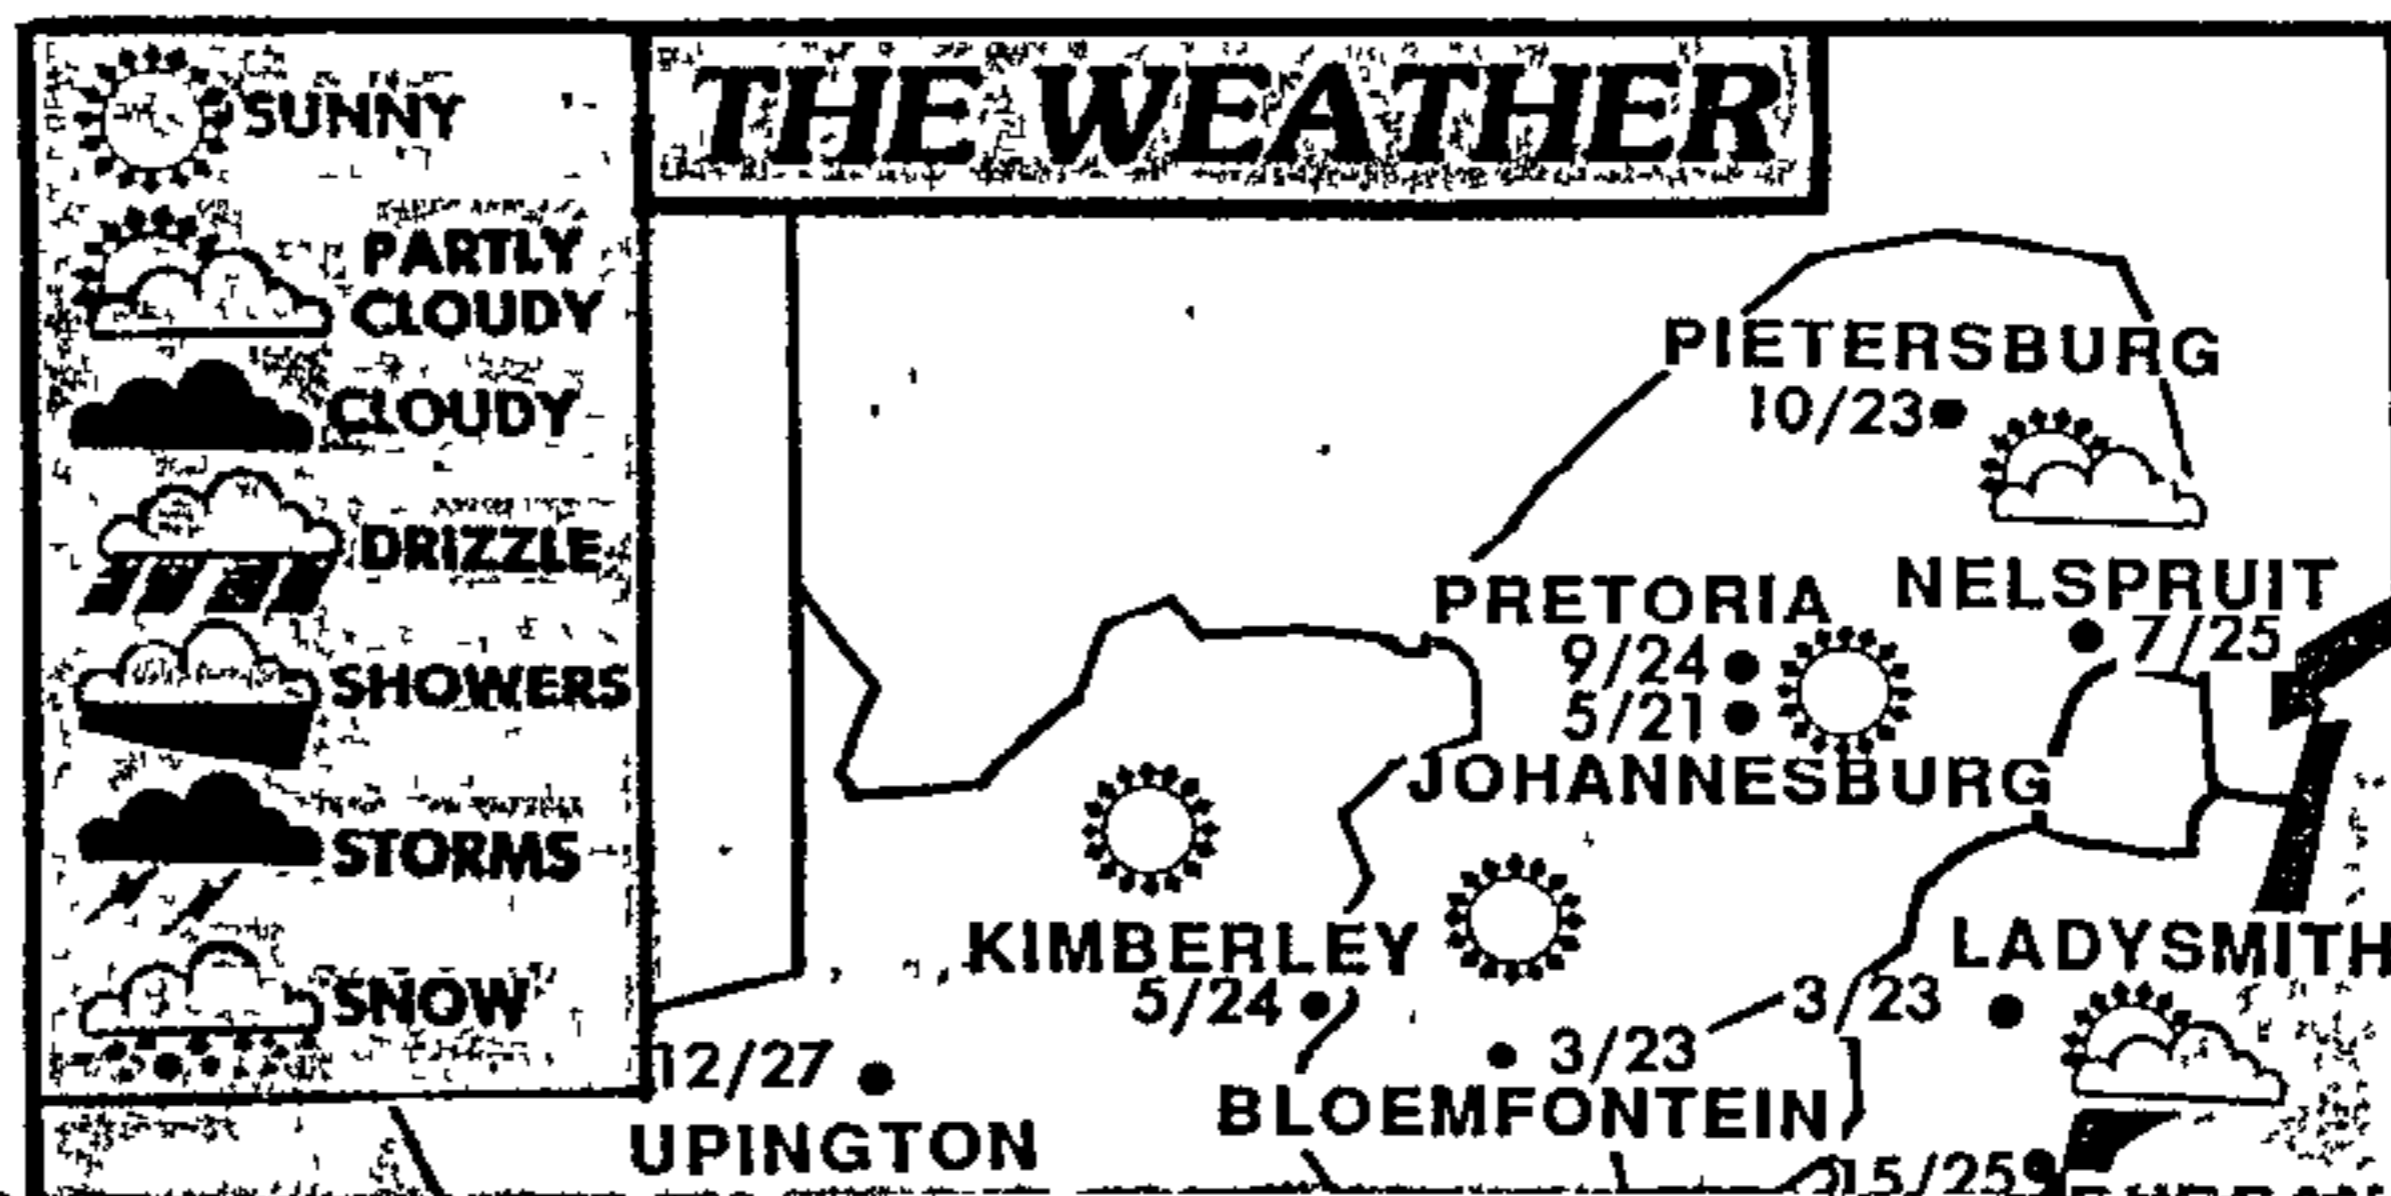 THE WEATHER
SUNNY
PARTLY
CLOUDY
CLOUDY
DRIZZLE
SHOWERS
STORMS
SNOW
PIETERSBURG
10/23
PRETORIA
9/24
5/21
JOHANNESBURG
NELSPRUIT
7/25
KIMBERLEY
5/24
LADYSMITH
3/23
3/23
BLOEMFONTEIN
12/27
UPINGTON
15/25